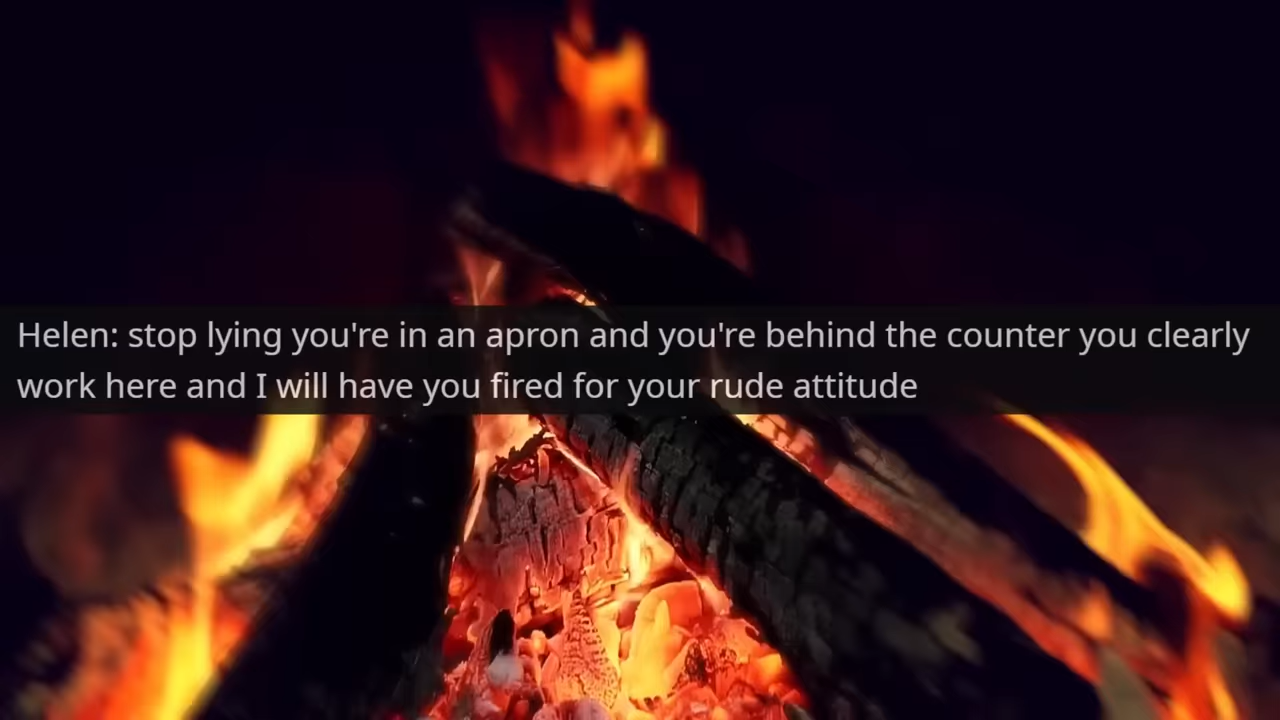 Helen: stop lying you're in an apron and you're behind the counter you clearly
work here and I will have you fired for your rude attitude